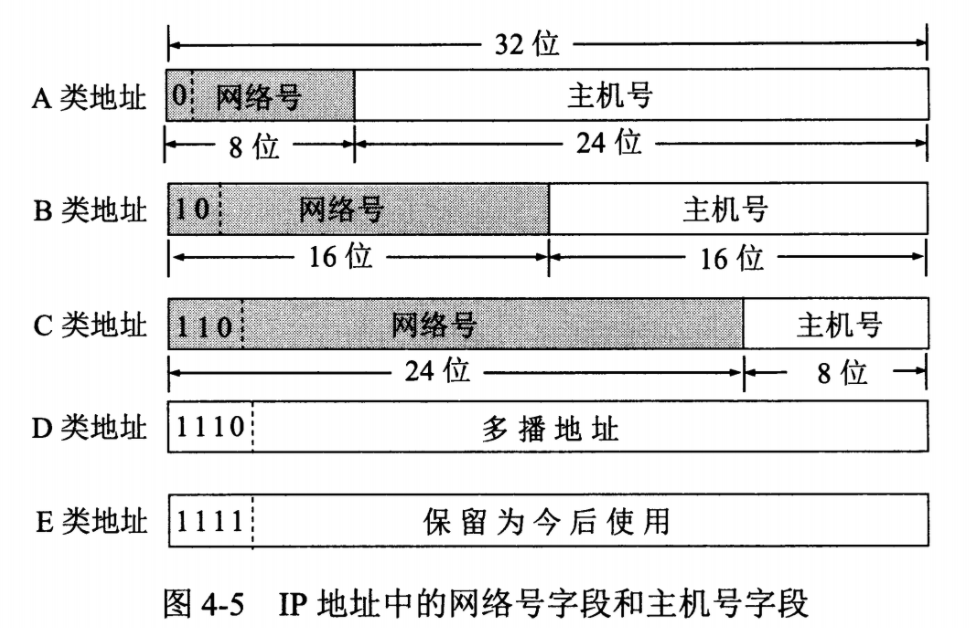 32 位
A 类地址 0 网络号 主机号
8 位 24 位
B 类地址 10 网络号 主机号
16 位 16 位
C 类地址 110 网络号 主机号
24 位 8 位
D 类地址 1110 多播地址
E 类地址 1111 保留为今后使用
图 4-5 IP 地址中的网络号字段和主机号字段